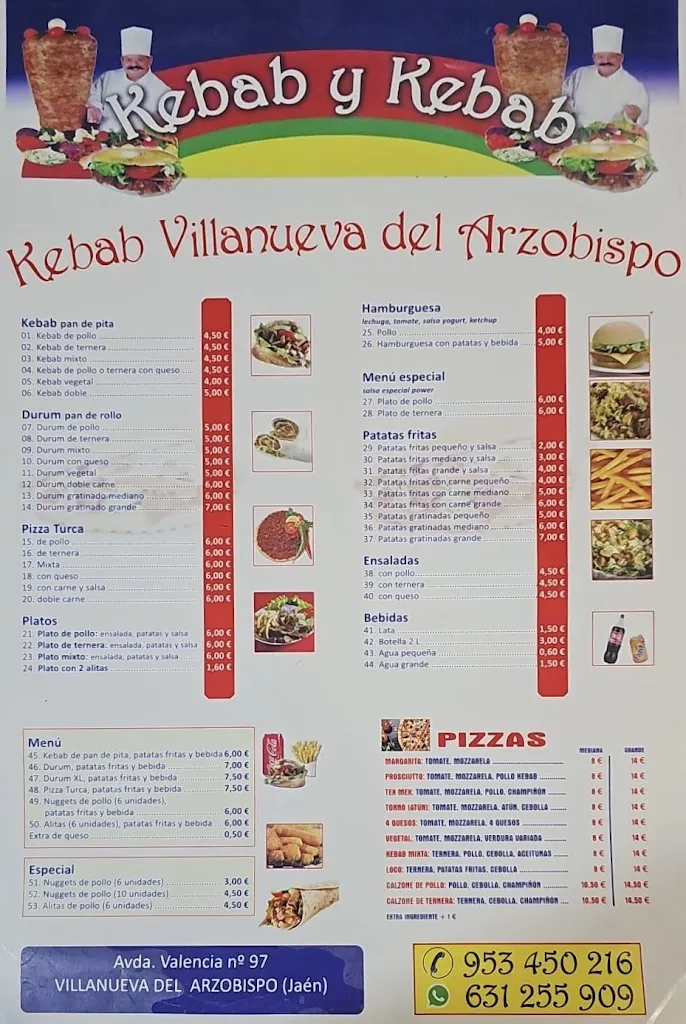 Kebab y Kebab
Kebab Villanueva del Arzobispo
Kebab pan de pita
01. Kebab de pollo 4,50 €
02. Kebab de ternera 4,50 €
03. Kebab mixto 4,50 €
04. Kebab de pollo o ternera con queso 4,50 €
05. Kebab vegetal 4,00 €
06. Kebab doble 5,00 €
Durum pan de rollo
07. Durum de pollo 5,00 €
08. Durum de ternera 5,00 €
09. Durum mixto 5,00 €
10. Durum con queso 5,00 €
11. Durum vegetal 5,00 €
12. Durum doble carne 6,00 €
13. Durum gratinado mediano 6,00 €
14. Durum gratinado grande 7,00 €
Pizza Turca
15. de pollo 6,00 €
16 de ternera 6,00 €
17. Mixta 6,00 €
18. con queso 6,00 €
19. con carne y salsa 6,00 €
20. doble carne 6,00 €
Platos
21. Plato de pollo: ensalada, patatas y salsa 6,00 €
22. Plato de ternera: ensalada, patatas y salsa 6,00 €
23. Plato mixto: ensalada, patatas y salsa 6,00 €
24. Plato con 2 alitas 1,60 €
Hamburguesa
lechuga, tomate, salsa yogurt, ketchup
25. Pollo 4,00 €
26. Hamburguesa con patatas y bebida 5,00 €
Menú especial
salsa especial power
27. Plato de pollo 6,00 €
28. Plato de ternera 6,00 €
Patatas fritas
29. Patatas fritas pequeño y salsa 2,00 €
30. Patatas fritas mediano y salsa 3,00 €
31. Patatas fritas grande y salsa 4,00 €
32. Patatas fritas con carne pequeño 4,00 €
33. Patatas fritas con carne mediano 5,00 €
34. Patatas fritas con carne grande 6,00 €
35. Patatas gratinadas pequeño 5,00 €
36. Patatas gratinadas mediano 6,00 €
37. Patatas gratinadas grande 7,00 €
Ensaladas
38. con pollo 4,50 €
39. con ternera 4,50 €
40. con queso 4,50 €
Bebidas
41. Lata 1,50 €
42. Botella 2 L 3,00 €
43. Agua pequeña 0,60 €
44. Agua grande 1,50 €
Menú
45. Kebab de pan de pita, patatas fritas y bebida 6,00 €
46. Durum, patatas fritas y bebida 7,00 €
47. Durum XL, patatas fritas y bebida 7,50 €
48. Pizza Turca, patatas fritas y bebida 7,50 €
49. Nuggets de pollo (6 unidades),
patatas fritas y bebida 6,00 €
50. Alitas (6 unidades), patatas fritas y bebida 6,00 €
Extra de queso 0,50 €
Especial
51. Nuggets de pollo (6 unidades) 3,00 €
52. Nuggets de pollo (10 unidades) 4,50 €
53. Alitas de pollo (6 unidades) 4,50 €
PIZZAS
MEDIANA GRANDE
MARGARITA: TOMATE, MOZZARELA 8 € 14 €
PROSCIUTTO: TOMATE, MOZZARELA, POLLO KEBAB 8 € 14 €
TEX MEX: TOMATE, MOZZARELA, POLLO, CHAMPIÑÓN 8 € 14 €
TONNO (ATÚN): TOMATE, MOZZARELA, ATÚN, CEBOLLA 8 € 14 €
4 QUESOS: TOMATE, MOZZARELA, 4 QUESOS 8 € 14 €
VEGETAL: TOMATE, MOZZARELA, VERDURA VARIADA 8 € 14 €
KEBAB MIXTA: TERNERA, POLLO, CEBOLLA, ACEITUNAS 8 € 14 €
LOCO: TERNERA, PATATAS FRITAS, CEBOLLA 8 € 14 €
CALZONE DE POLLO: POLLO, CEBOLLA, CHAMPIÑÓN 10,50 € 14,50 €
CALZONE DE TERNERA: TERNERA, CEBOLLA, CHAMPIÑÓN 10,50 € 14,50 €
EXTRA INGREDIENTE + 1 €
Avda. Valencia nº 97
VILLANUEVA DEL ARZOBISPO (Jaén)
953 450 216
631 255 909